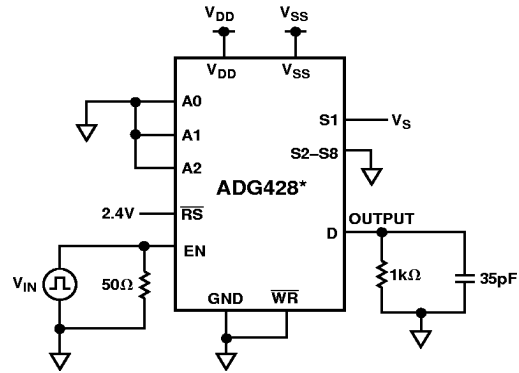 VDD VSS
VDD VSS
A0
A1
A2
S1 VS
S2–S8
ADG428*
2.4V RS
EN
D OUTPUT
VIN
50Ω
1kΩ
35pF
GND WR